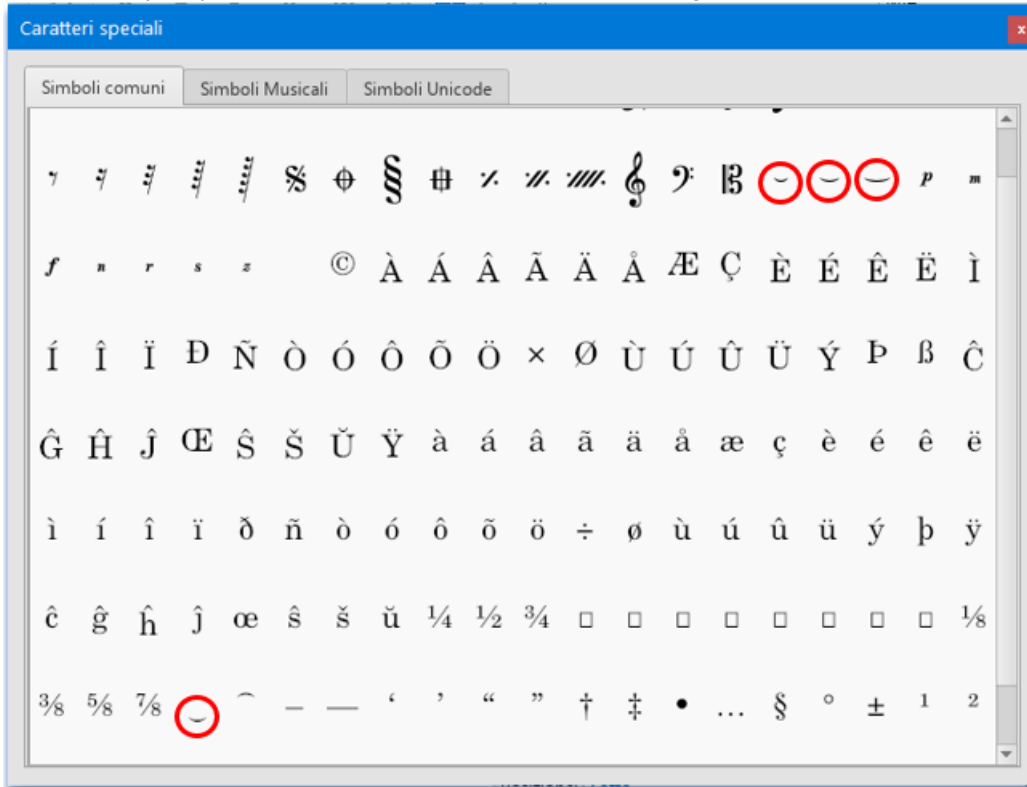 Caratteri speciali
Simboli comuni Simboli Musicali Simboli Unicode
𝄾 𝄿 𝅀 𝅁 𝅂 𝄋 𝄌 § 𝄞 𝄢 𝄡 ‿ ‿ ‿ p m
f n r s z © À Á Â Ã Ä Å Æ Ç È É Ê Ë Ì
Í Î Ï Ð Ñ Ò Ó Ô Õ Ö × Ø Ù Ú Û Ü Ý Þ ß Ĉ
Ĝ Ĥ Ĵ Œ Ŝ Š Ŭ Ÿ à á â ã ä å æ ç è é ê ë
ì í î ï ð ñ ò ó ô õ ö ÷ ø ù ú û ü ý þ ÿ
ĉ ĝ ĥ ĵ œ ŝ š ŭ ¼ ½ ¾ □ □ □ □ □ □ □ □ ⅛
⅜ ⅝ ⅞ ‿ ⁀ – — ‘ ’ “ ” † ‡ • … § ° ± ¹ ²